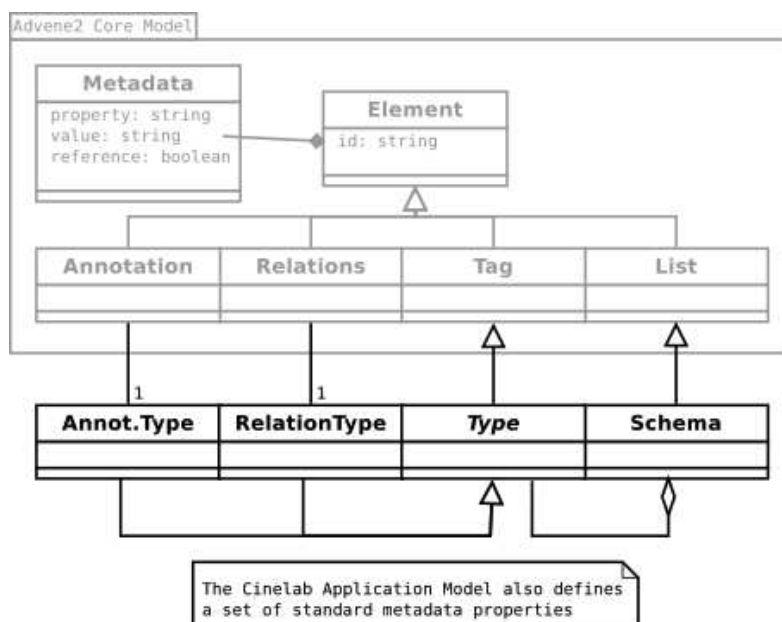 Advene2 Core Model
Metadata
property: string
value: string
reference: boolean
Element
id: string
Annotation
Relations
Tag
List
1
1
Annot.Type
RelationType
Type
Schema
The Cinelab Application Model also defines
a set of standard metadata properties